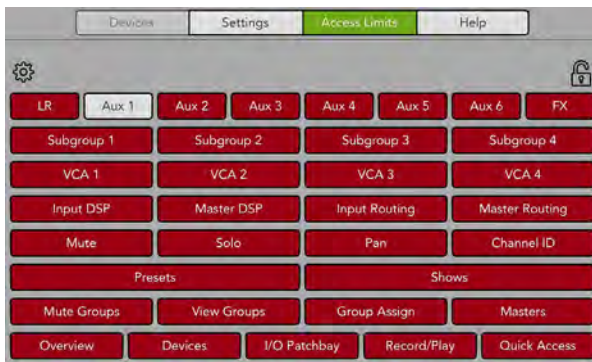 Devices Settings Access Limits Help
LR Aux 1 Aux 2 Aux 3 Aux 4 Aux 5 Aux 6 FX
Subgroup 1 Subgroup 2 Subgroup 3 Subgroup 4
VCA 1 VCA 2 VCA 3 VCA 4
Input DSP Master DSP Input Routing Master Routing
Mute Solo Pan Channel ID
Presets Shows
Mute Groups View Groups Group Assign Masters
Overview Devices I/O Patchbay Record/Play Quick Access